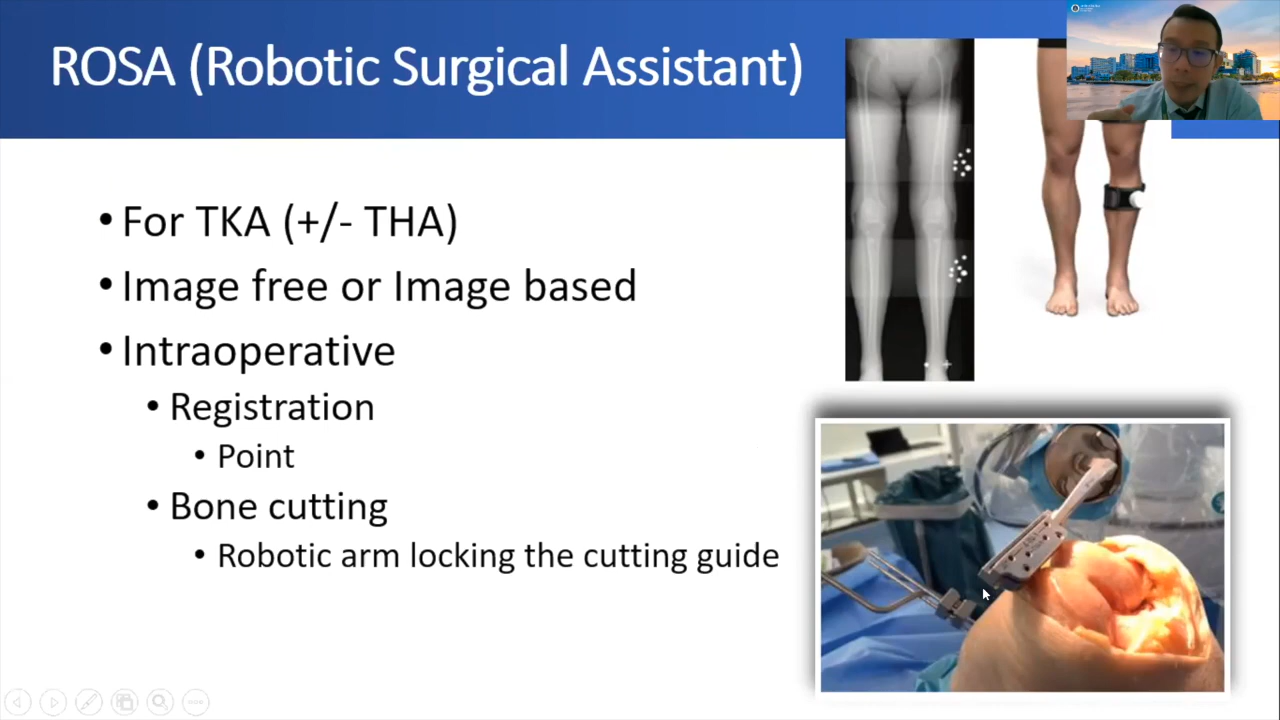 ROSA (Robotic Surgical Assistant)
• For TKA (+/- THA)
• Image free or Image based
• Intraoperative
• Registration
• Point
• Bone cutting
• Robotic arm locking the cutting guide